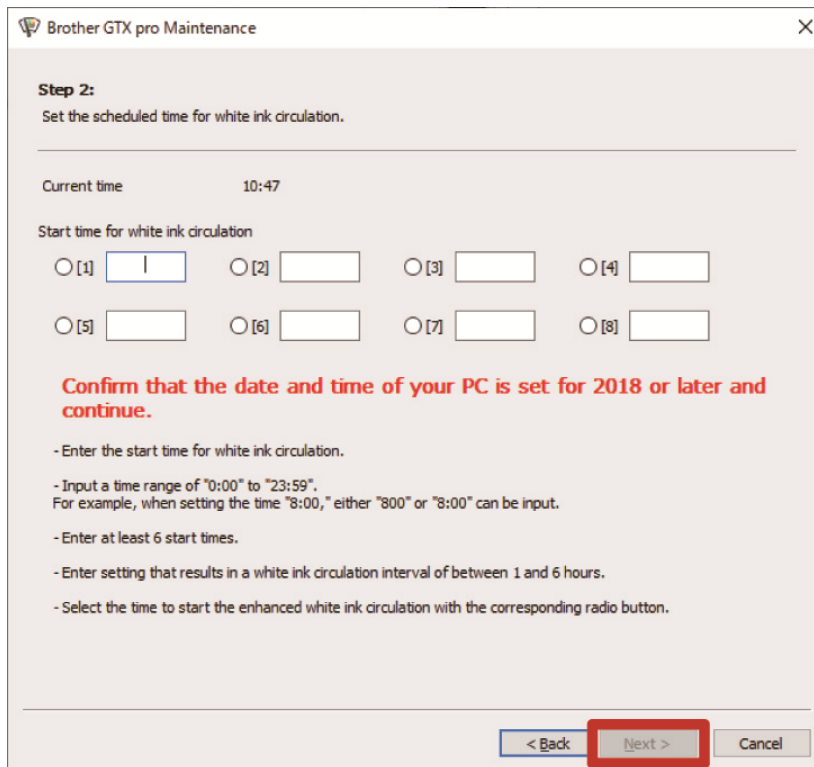 Brother GTX pro Maintenance
Step 2:
Set the scheduled time for white ink circulation.
Current time 10:47
Start time for white ink circulation
[1] [2] [3] [4]
[5] [6] [7] [8]
Confirm that the date and time of your PC is set for 2018 or later and
continue.
- Enter the start time for white ink circulation.
- Input a time range of "0:00" to "23:59".
For example, when setting the time "8:00," either "800" or "8:00" can be input.
- Enter at least 6 start times.
- Enter setting that results in a white ink circulation interval of between 1 and 6 hours.
- Select the time to start the enhanced white ink circulation with the corresponding radio button.
< Back Next > Cancel